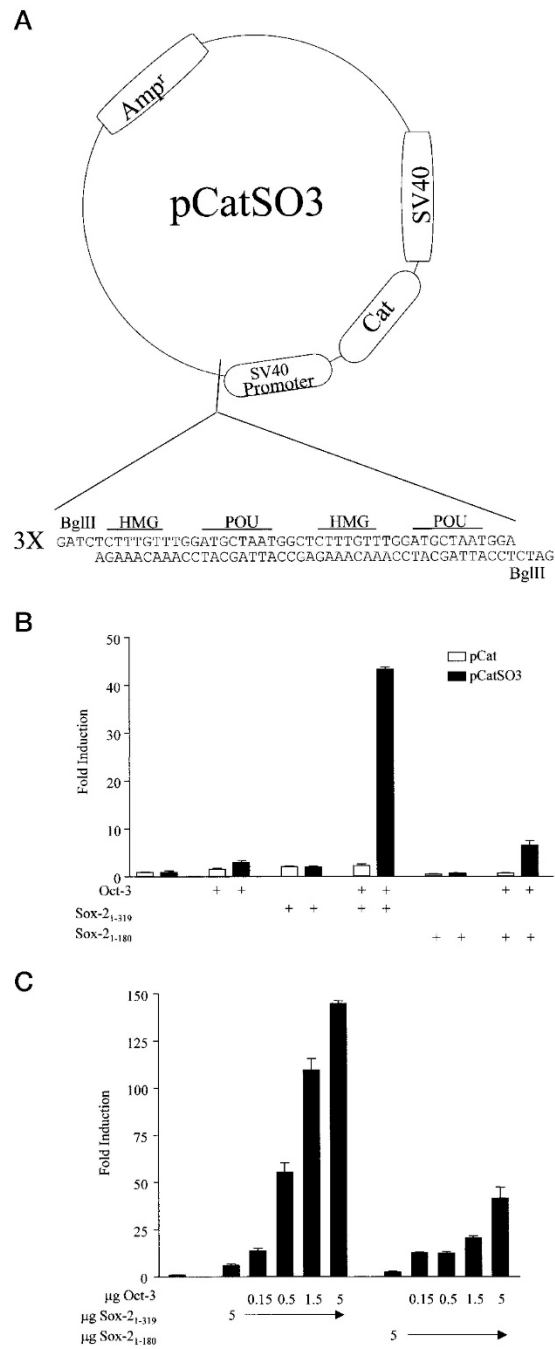 A
Ampr
pCatSO3
SV40
Cat
SV40
Promoter
BglII HMG POU HMG POU
3X GATCTCTTTGTTTGGATGCTAATGGCTCTTTGTTTGGATGCTAATGGA
AGAAACAAACCTACGATTACCGAGAAACAAACCTACGATTACCTCTAG
BglII
B
50
40
30
20
10
0
Fold Induction
pCat
pCatSO3
Oct-3 + + + + + +
Sox-21-319 + + + +
Sox-21-180 + + + +
C
150
125
100
75
50
25
0
Fold Induction
µg Oct-3 0.15 0.5 1.5 5 0.15 0.5 1.5 5
µg Sox-21-319 5
µg Sox-21-180 5